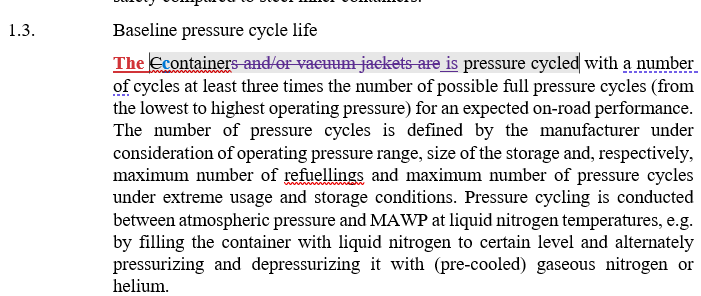 1.3. Baseline pressure cycle life
The Ccontainers and/or vacuum jackets are is pressure cycled with a number
of cycles at least three times the number of possible full pressure cycles (from
the lowest to highest operating pressure) for an expected on-road performance.
The number of pressure cycles is defined by the manufacturer under
consideration of operating pressure range, size of the storage and, respectively,
maximum number of refuellings and maximum number of pressure cycles
under extreme usage and storage conditions. Pressure cycling is conducted
between atmospheric pressure and MAWP at liquid nitrogen temperatures, e.g.
by filling the container with liquid nitrogen to certain level and alternately
pressurizing and depressurizing it with (pre-cooled) gaseous nitrogen or
helium.